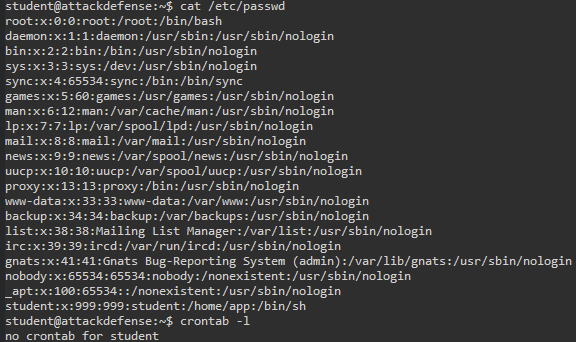 student@attackdefense:~$ cat /etc/passwd
root:x:0:0:root:/root:/bin/bash
daemon:x:1:1:daemon:/usr/sbin:/usr/sbin/nologin
bin:x:2:2:bin:/bin:/usr/sbin/nologin
sys:x:3:3:sys:/dev:/usr/sbin/nologin
sync:x:4:65534:sync:/bin:/bin/sync
games:x:5:60:games:/usr/games:/usr/sbin/nologin
man:x:6:12:man:/var/cache/man:/usr/sbin/nologin
lp:x:7:7:lp:/var/spool/lpd:/usr/sbin/nologin
mail:x:8:8:mail:/var/mail:/usr/sbin/nologin
news:x:9:9:news:/var/spool/news:/usr/sbin/nologin
uucp:x:10:10:uucp:/var/spool/uucp:/usr/sbin/nologin
proxy:x:13:13:proxy:/bin:/usr/sbin/nologin
www-data:x:33:33:www-data:/var/www:/usr/sbin/nologin
backup:x:34:34:backup:/var/backups:/usr/sbin/nologin
list:x:38:38:Mailing List Manager:/var/list:/usr/sbin/nologin
irc:x:39:39:ircd:/var/run/ircd:/usr/sbin/nologin
gnats:x:41:41:Gnats Bug-Reporting System (admin):/var/lib/gnats:/usr/sbin/nologin
nobody:x:65534:65534:nobody:/nonexistent:/usr/sbin/nologin
_apt:x:100:65534::/nonexistent:/usr/sbin/nologin
student:x:999:999:student:/home/app:/bin/sh
student@attackdefense:~$ crontab -l
no crontab for student